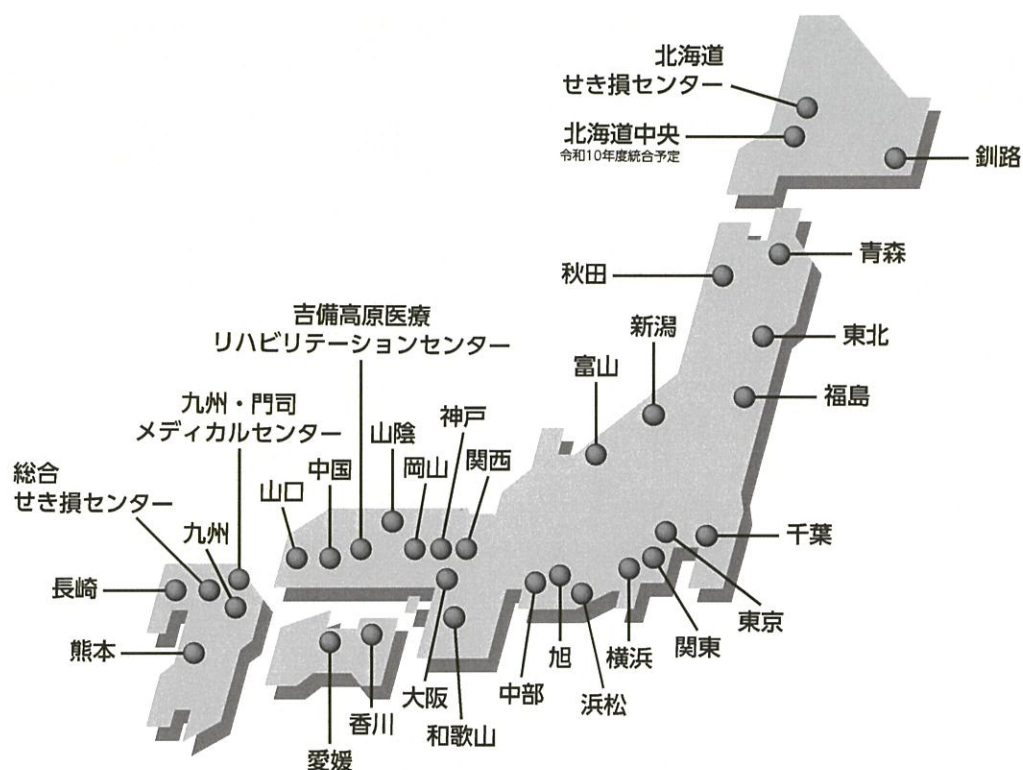 北海道
せき損センター
北海道中央
令和10年度統合予定
釧路
青森
秋田
東北
新潟
福島
富山
吉備高原医療
リハビリテーションセンター
九州・門司
メディカルセンター
山陰
神戸
岡山
関西
中国
山口
総合
せき損センター
九州
長崎
熊本
千葉
東京
関東
横浜
旭
浜松
中部
大阪
和歌山
香川
愛媛